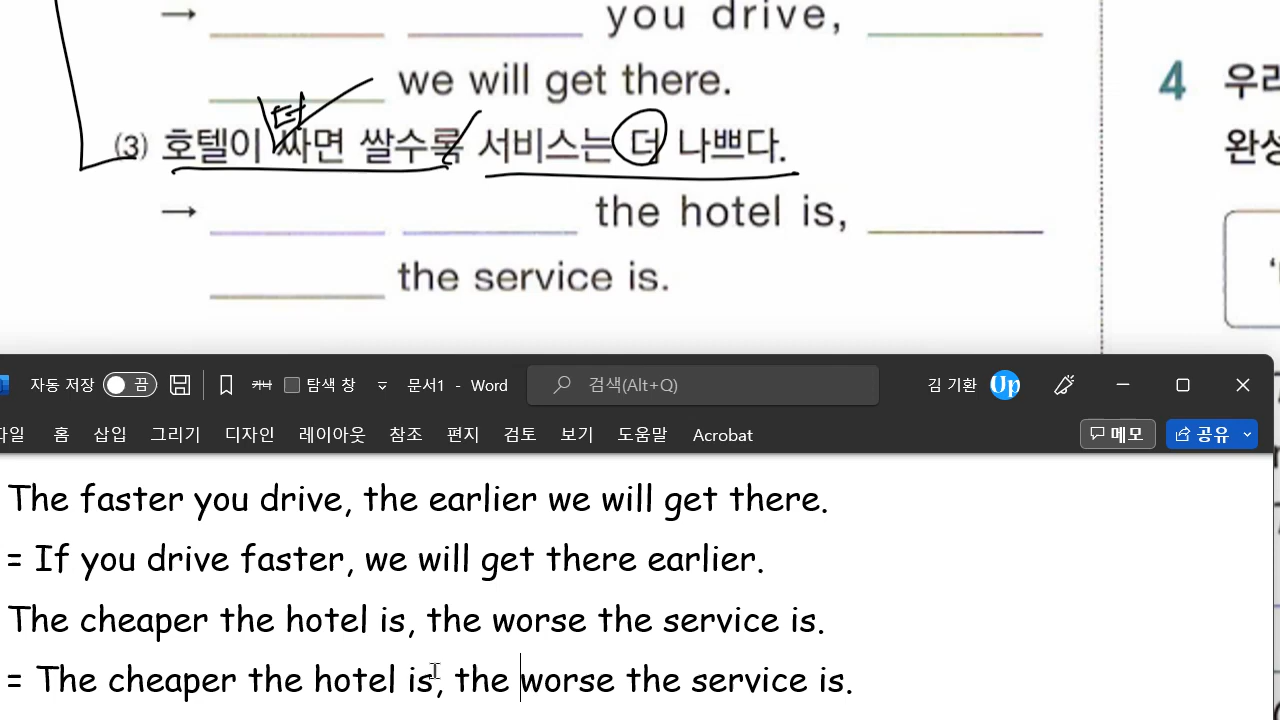 → you drive,
we will get there.
더
(3) 호텔이 싸면 쌀수록 서비스는 더 나쁘다.
→ the hotel is,
the service is.
4 우리
완성
자동 저장 끔 가나 탐색 창 문서1 - Word 검색(Alt+Q) 김 기환 Up
파일 홈 삽입 그리기 디자인 레이아웃 참조 편지 검토 보기 도움말 Acrobat 메모 공유
The faster you drive, the earlier we will get there.
= If you drive faster, we will get there earlier.
The cheaper the hotel is, the worse the service is.
= The cheaper the hotel is, the worse the service is.